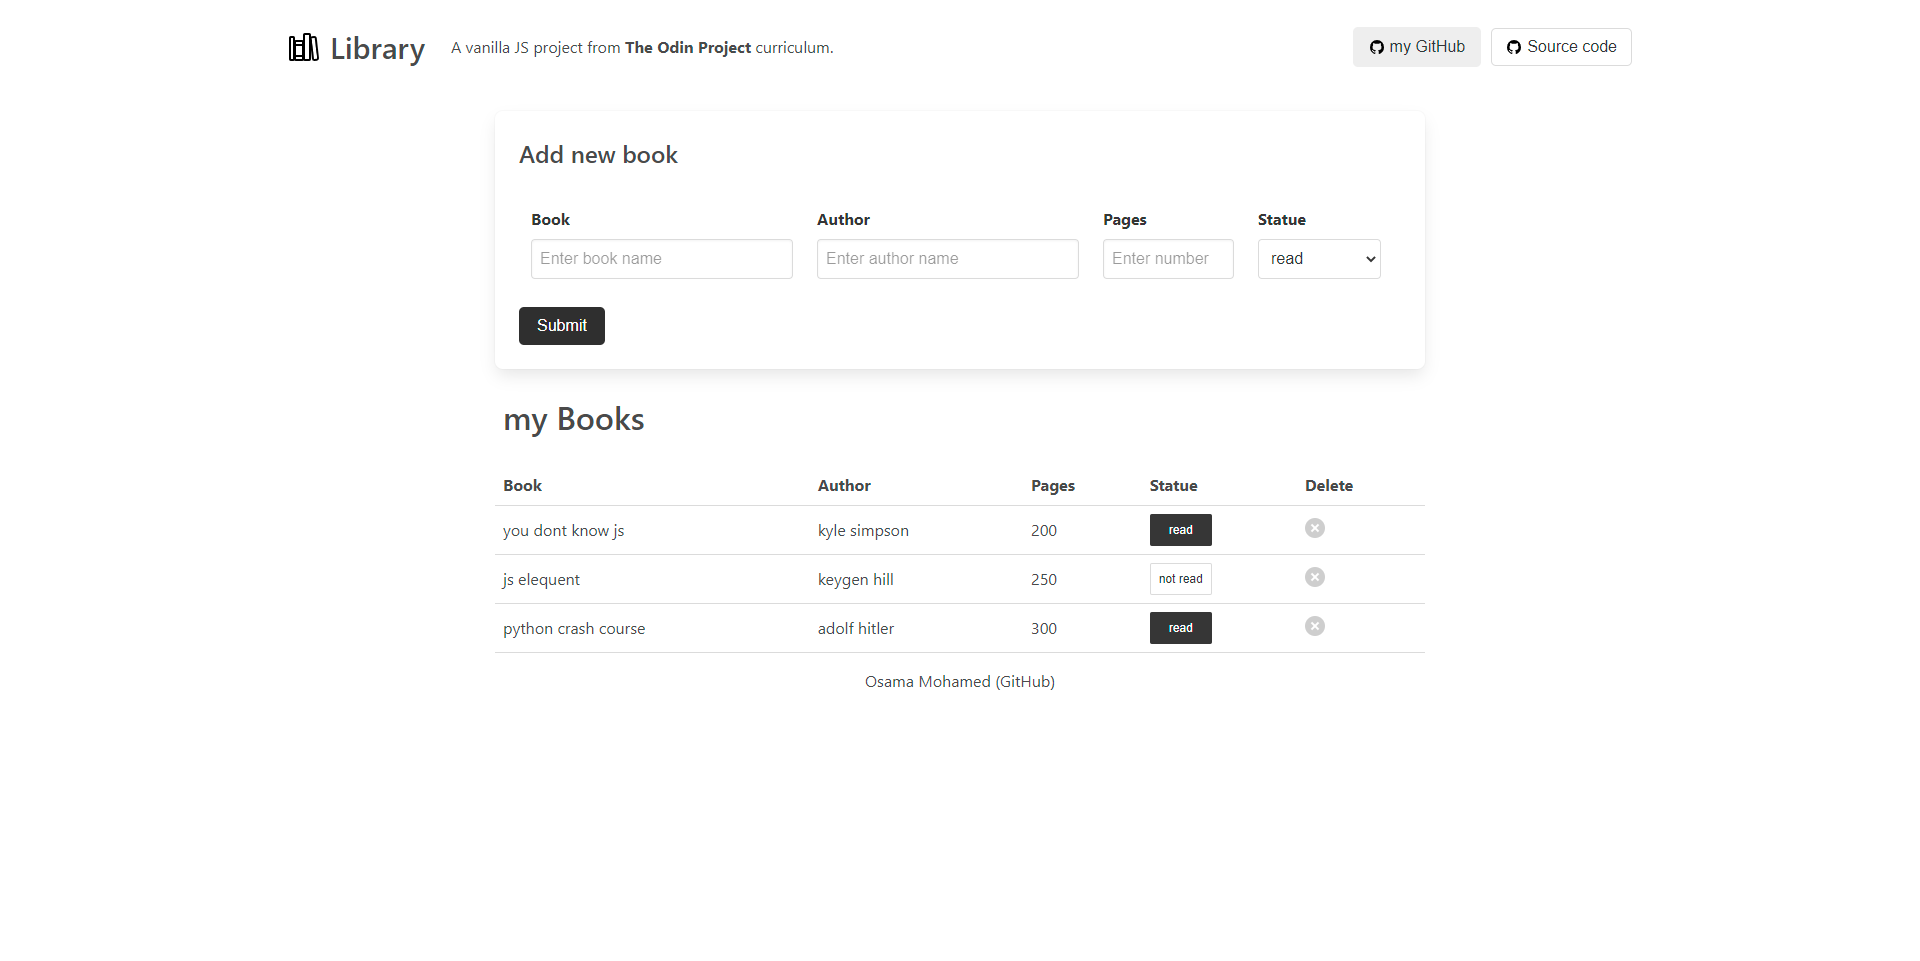 Library
A vanilla JS project from The Odin Project curriculum.
my GitHub
Source code
Add new book
Book Author Pages Statue
Enter book name Enter author name Enter number read
Submit
my Books
Book Author Pages Statue Delete
you dont know js kyle simpson 200 read
js elequent keygen hill 250 not read
python crash course adolf hitler 300 read
Osama Mohamed (GitHub)